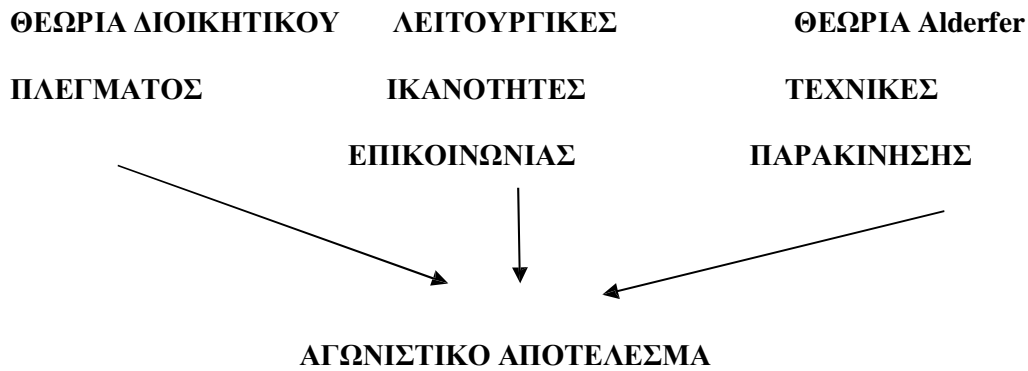 ΘΕΩΡΙΑ ΔΙΟΙΚΗΤΙΚΟΥ ΛΕΙΤΟΥΡΓΙΚΕΣ ΘΕΩΡΙΑ Alderfer
ΠΛΕΓΜΑΤΟΣ ΙΚΑΝΟΤΗΤΕΣ ΤΕΧΝΙΚΕΣ
ΕΠΙΚΟΙΝΩΝΙΑΣ ΠΑΡΑΚΙΝΗΣΗΣ
ΑΓΩΝΙΣΤΙΚΟ ΑΠΟΤΕΛΕΣΜΑ